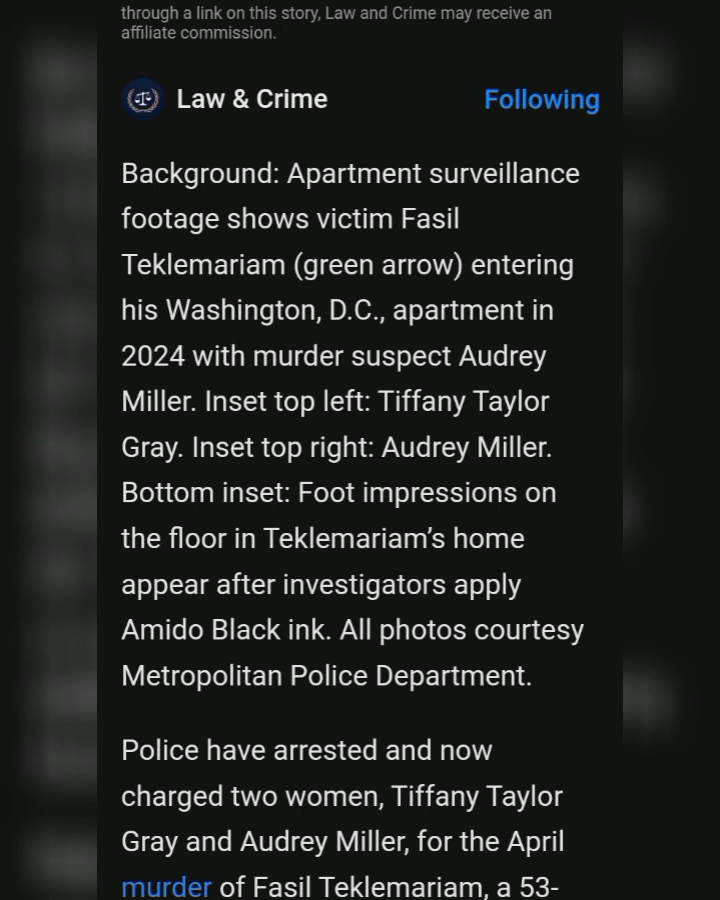 through a link on this story, Law and Crime may receive an
affiliate commission.
Law & Crime
Following
Background: Apartment surveillance
footage shows victim Fasil
Teklemariam (green arrow) entering
his Washington, D.C., apartment in
2024 with murder suspect Audrey
Miller. Inset top left: Tiffany Taylor
Gray. Inset top right: Audrey Miller.
Bottom inset: Foot impressions on
the floor in Teklemariam’s home
appear after investigators apply
Amido Black ink. All photos courtesy
Metropolitan Police Department.
Police have arrested and now
charged two women, Tiffany Taylor
Gray and Audrey Miller, for the April
murder of Fasil Teklemariam, a 53-